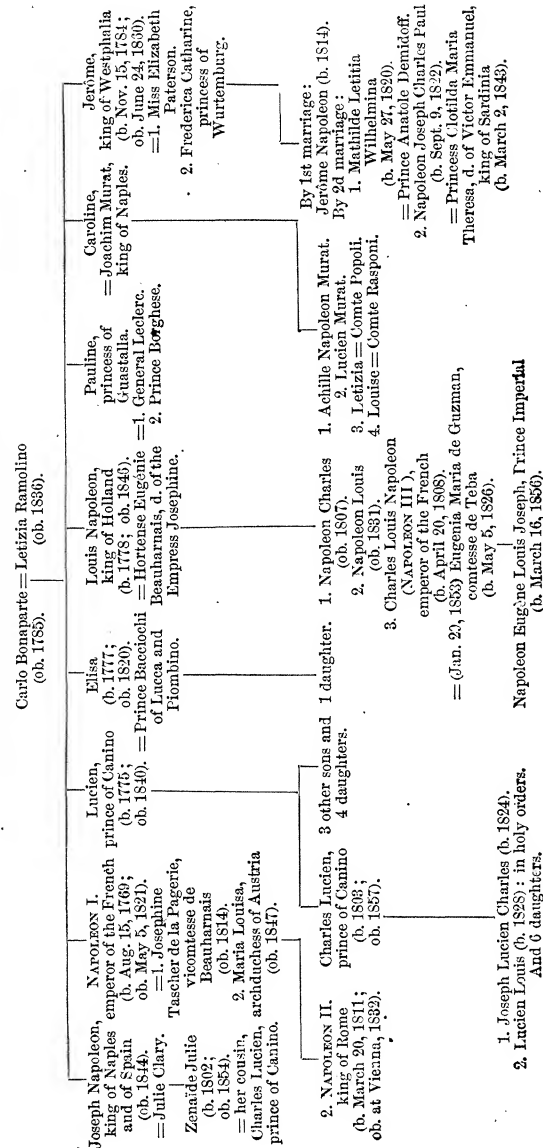 Carlo Bonaparte = Letizia Ramolino
(ob. 1785). (ob. 1836).
Joseph Napoleon,
king of Naples
and of Spain
(ob. 1844).
= Julie Clary.
Zenaïde Julie
(b. 1802;
ob. 1854).
= her cousin,
Charles Lucien,
prince of Canino.
NAPOLEON I.
emperor of the French
(b. Aug. 15, 1769;
ob. May 5, 1821).
=1. Josephine
Tascher de la Pagerie,
vicomtesse de
Beauharnais
(ob. 1814).
2. Maria Louisa,
archduchess of Austria
(ob. 1847).
2. NAPOLEON II.
king of Rome
(b. March 20, 1811;
ob. at Vienna, 1832).
Lucien,
prince of Canino
(b. 1775;
ob. 1840).
Charles Lucien,
prince of Canino
(b. 1803;
ob. 1857).
3 other sons and
4 daughters.
1. Joseph Lucien Charles (b. 1824).
2. Lucien Louis (b. 1828): in holy orders.
And 6 daughters.
Elisa
(b. 1777;
ob. 1820).
= Prince Bacciochi
of Lucca and
Piombino.
1 daughter.
Louis Napoleon,
king of Holland
(b. 1778; ob. 1846).
= Hortense Eugénie
Beauharnais, d. of the
Empress Josephine.
1. Napoleon Charles
(ob. 1807).
2. Napoleon Louis
(ob. 1831).
3. Charles Louis Napoleon
(NAPOLEON III),
emperor of the French
(b. April 20, 1808).
= (Jan. 29, 1853) Eugenia Maria de Guzman,
comtesse de Teba
(b. May 5, 1826).
Napoleon Eugène Louis Joseph, Prince Imperial
(b. March 16, 1856).
Pauline,
princess of
Guastalla.
=1. General Leclerc.
2. Prince Borghese.
Caroline,
= Joachim Murat,
king of Naples.
1. Achille Napoleon Murat.
2. Lucien Murat.
3. Letizia = Comte Popoli.
4. Louise = Comte Rasponi.
Jerôme,
king of Westphalia
(b. Nov. 15, 1784;
ob. June 24, 1860).
=1. Miss Elizabeth
Paterson.
2. Frederica Catharine,
princess of
Wurtemburg.
By 1st marriage:
Jerôme Napoleon (b. 1814).
By 2d marriage:
1. Mathilde Letitia
Wilhelmina
(b. May 27, 1820).
= Prince Anatole Demidoff.
2. Napoleon Joseph Charles Paul
(b. Sept. 9, 1822).
= Princess Clotilda Maria
Theresa, d. of Victor Emmanuel,
king of Sardinia
(b. March 2, 1843).